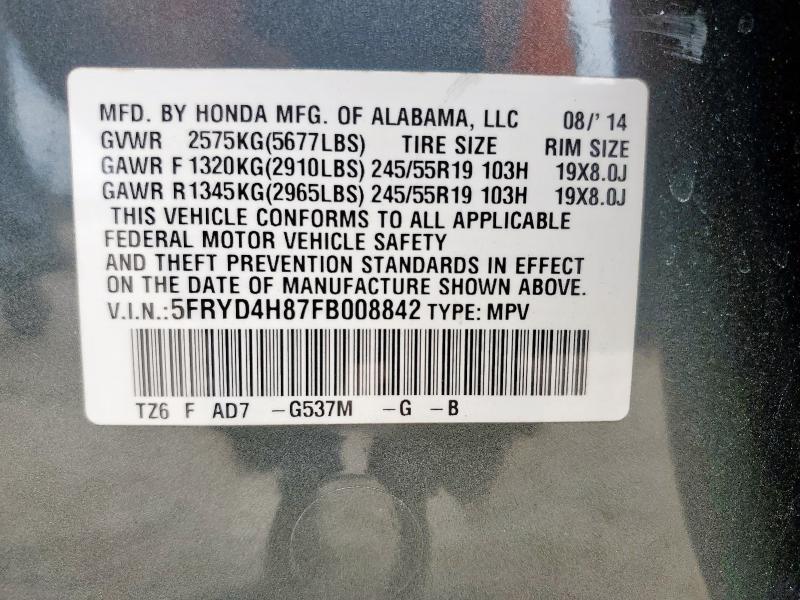 MFD. BY HONDA MFG. OF ALABAMA, LLC 08/' 14
GVWR 2575KG(5677LBS) TIRE SIZE RIM SIZE
GAWR F 1320KG(2910LBS) 245/55R19 103H 19X8.0J
GAWR R1345KG(2965LBS) 245/55R19 103H 19X8.0J
THIS VEHICLE CONFORMS TO ALL APPLICABLE
FEDERAL MOTOR VEHICLE SAFETY
AND THEFT PREVENTION STANDARDS IN EFFECT
ON THE DATE OF MANUFACTURE SHOWN ABOVE.
V.I.N.:5FRYD4H87FB008842 TYPE: MPV
TZ6 F AD7 -G537M -G -B